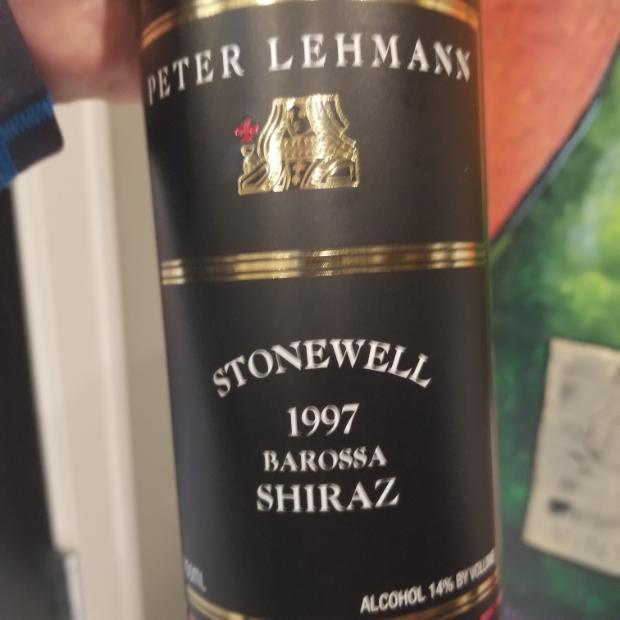 PETER LEHMANN
STONEWELL
1997
BAROSSA
SHIRAZ
ALCOHOL 14% BY VOLUME